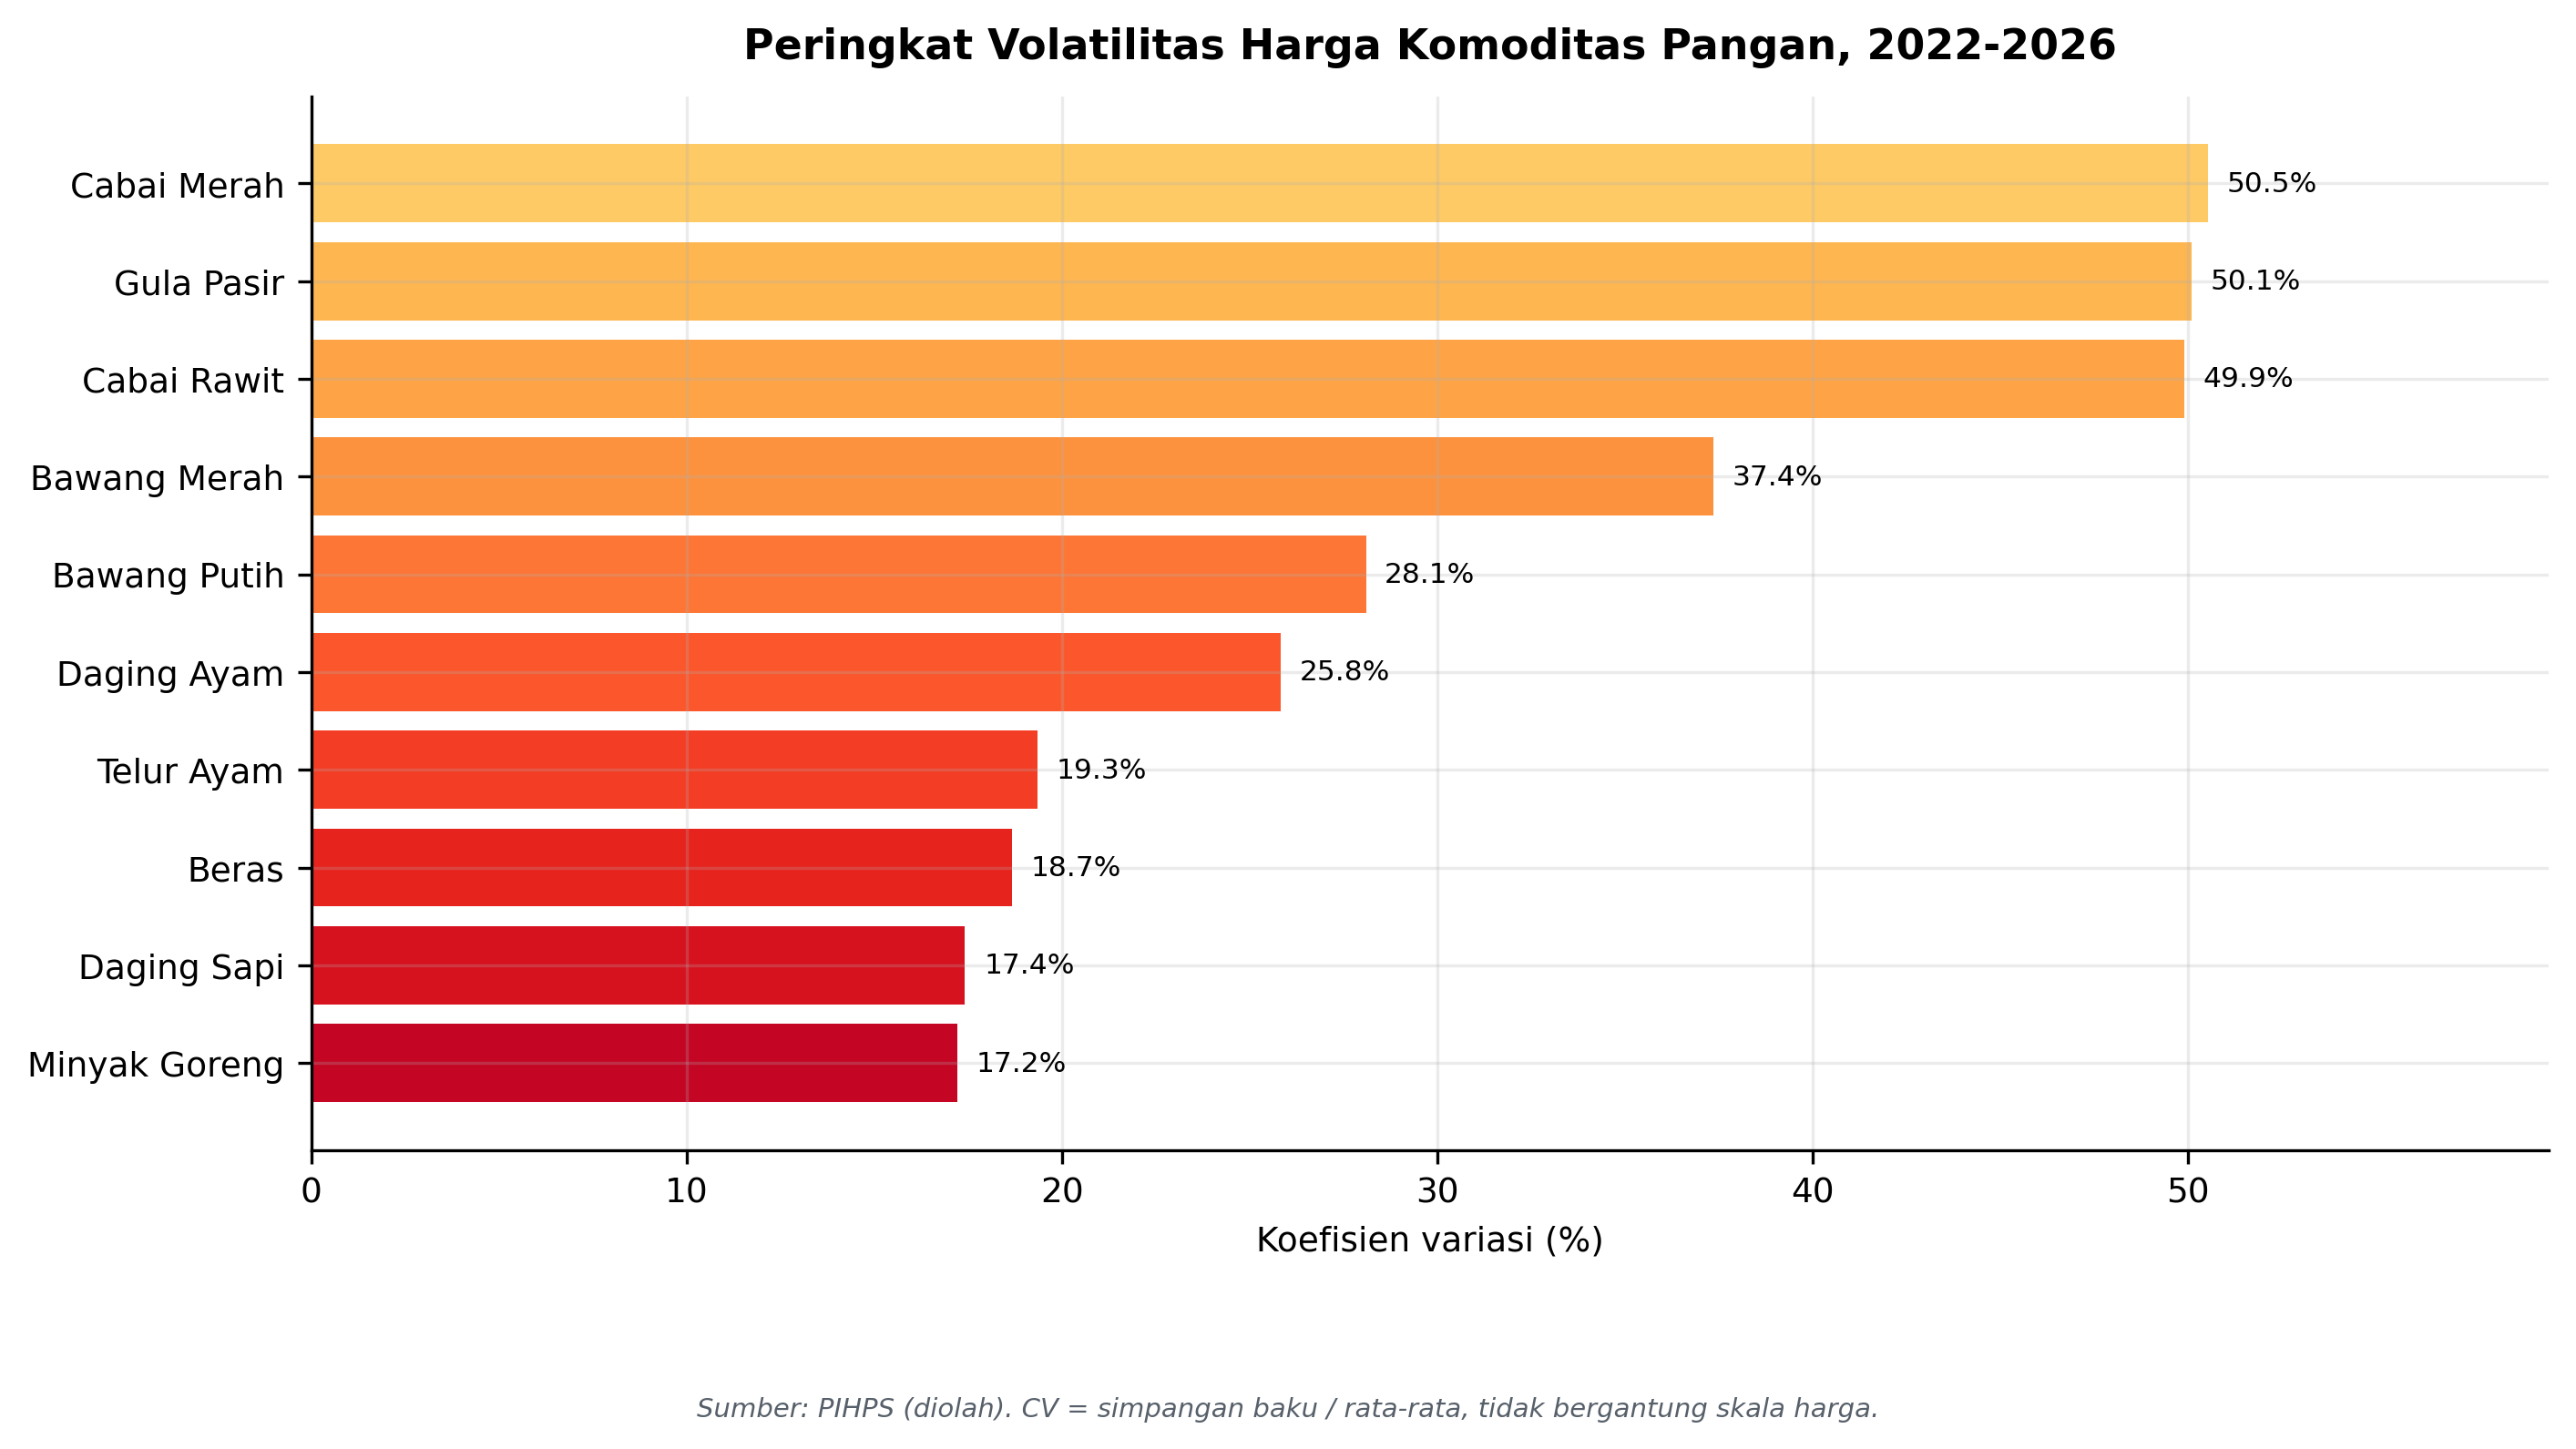 Peringkat Volatilitas Harga Komoditas Pangan, 2022-2026
Cabai Merah 50.5%
Gula Pasir 50.1%
Cabai Rawit 49.9%
Bawang Merah 37.4%
Bawang Putih 28.1%
Daging Ayam 25.8%
Telur Ayam 19.3%
Beras 18.7%
Daging Sapi 17.4%
Minyak Goreng 17.2%
0 10 20 30 40 50
Koefisien variasi (%)
Sumber: PIHPS (diolah). CV = simpangan baku / rata-rata, tidak bergantung skala harga.